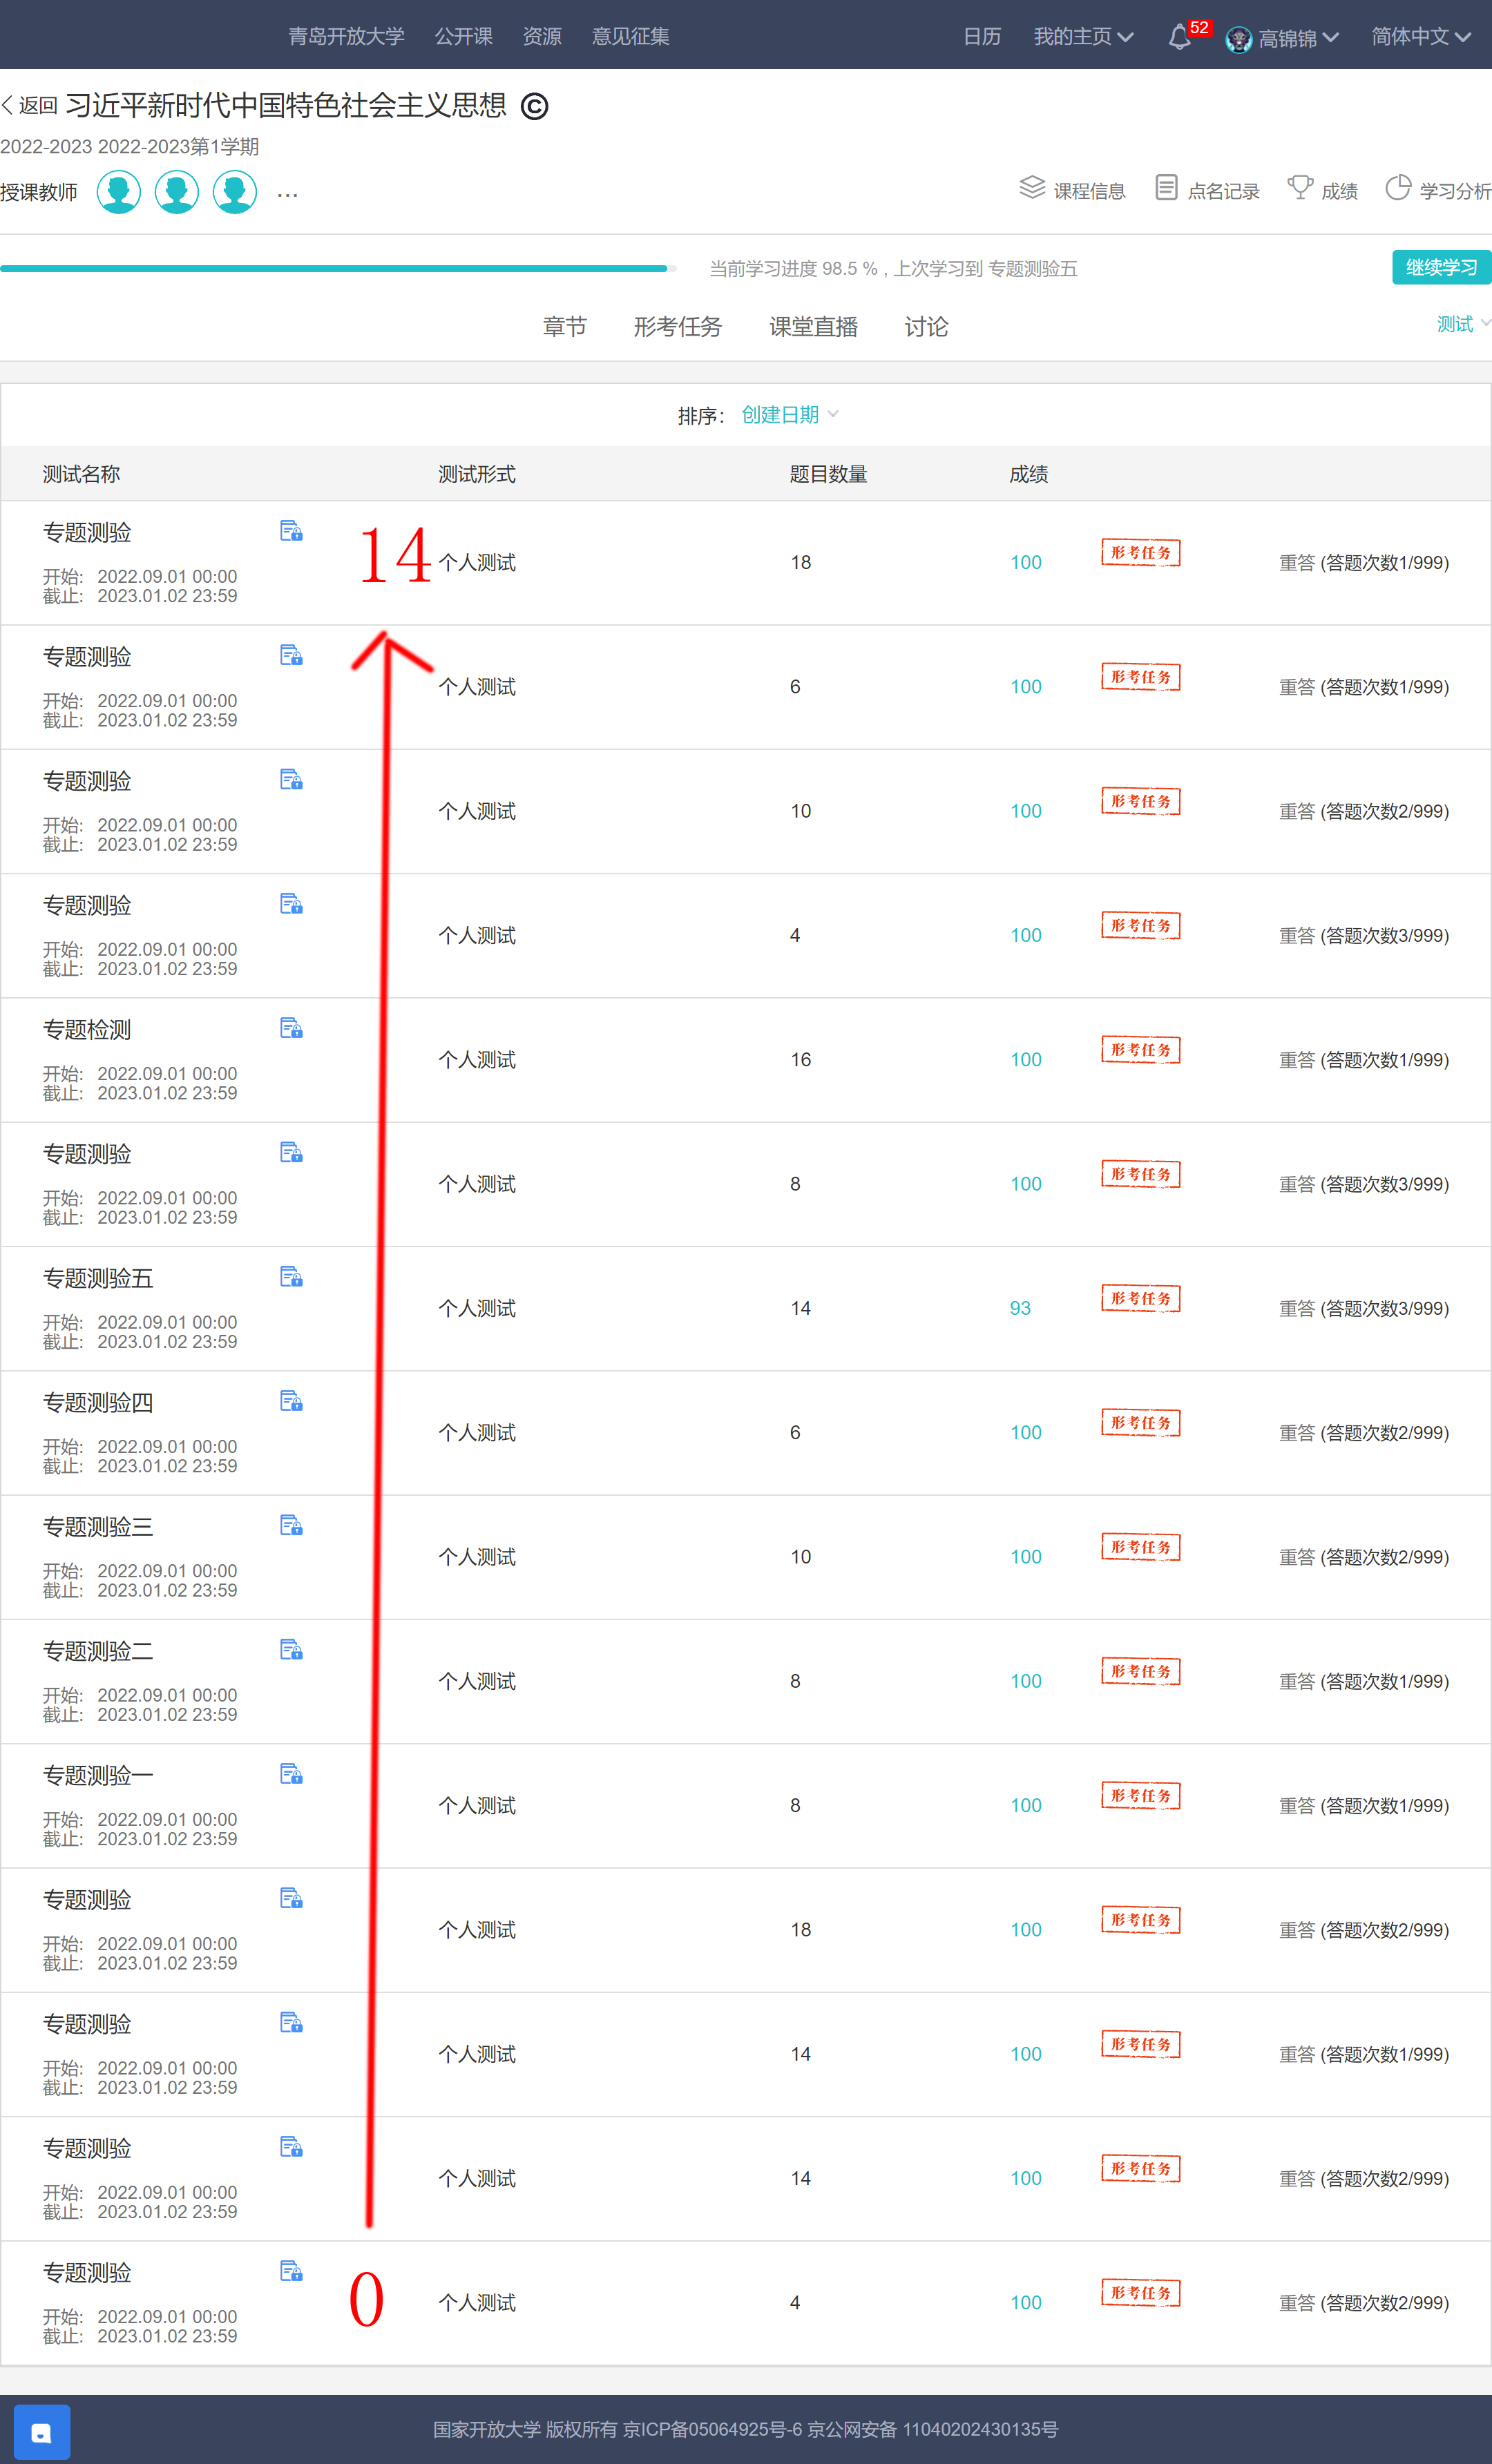 青岛开放大学 公开课 资源 意见征集 日历 我的主页 52 高锦锦 简体中文
返回 习近平新时代中国特色社会主义思想 ©
2022-2023 2022-2023第1学期
授课教师 ... 课程信息 点名记录 成绩 学习分析
当前学习进度 98.5 % , 上次学习到 专题测验五 继续学习
章节 形考任务 课堂直播 讨论 测试
排序： 创建日期
测试名称 测试形式 题目数量 成绩
专题测验
14 个人测试 18 100 形考任务 重答 (答题次数1/999)
开始: 2022.09.01 00:00
截止: 2023.01.02 23:59
专题测验
个人测试 6 100 形考任务 重答 (答题次数1/999)
开始: 2022.09.01 00:00
截止: 2023.01.02 23:59
专题测验
个人测试 10 100 形考任务 重答 (答题次数2/999)
开始: 2022.09.01 00:00
截止: 2023.01.02 23:59
专题测验
个人测试 4 100 形考任务 重答 (答题次数3/999)
开始: 2022.09.01 00:00
截止: 2023.01.02 23:59
专题检测
个人测试 16 100 形考任务 重答 (答题次数1/999)
开始: 2022.09.01 00:00
截止: 2023.01.02 23:59
专题测验
个人测试 8 100 形考任务 重答 (答题次数3/999)
开始: 2022.09.01 00:00
截止: 2023.01.02 23:59
专题测验五
个人测试 14 93 形考任务 重答 (答题次数3/999)
开始: 2022.09.01 00:00
截止: 2023.01.02 23:59
专题测验四
个人测试 6 100 形考任务 重答 (答题次数2/999)
开始: 2022.09.01 00:00
截止: 2023.01.02 23:59
专题测验三
个人测试 10 100 形考任务 重答 (答题次数2/999)
开始: 2022.09.01 00:00
截止: 2023.01.02 23:59
专题测验二
个人测试 8 100 形考任务 重答 (答题次数1/999)
开始: 2022.09.01 00:00
截止: 2023.01.02 23:59
专题测验一
个人测试 8 100 形考任务 重答 (答题次数1/999)
开始: 2022.09.01 00:00
截止: 2023.01.02 23:59
专题测验
个人测试 18 100 形考任务 重答 (答题次数2/999)
开始: 2022.09.01 00:00
截止: 2023.01.02 23:59
专题测验
个人测试 14 100 形考任务 重答 (答题次数1/999)
开始: 2022.09.01 00:00
截止: 2023.01.02 23:59
专题测验
个人测试 14 100 形考任务 重答 (答题次数2/999)
开始: 2022.09.01 00:00
截止: 2023.01.02 23:59
专题测验
0 个人测试 4 100 形考任务 重答 (答题次数2/999)
开始: 2022.09.01 00:00
截止: 2023.01.02 23:59
国家开放大学 版权所有 京ICP备05064925号-6 京公网安备 11040202430135号